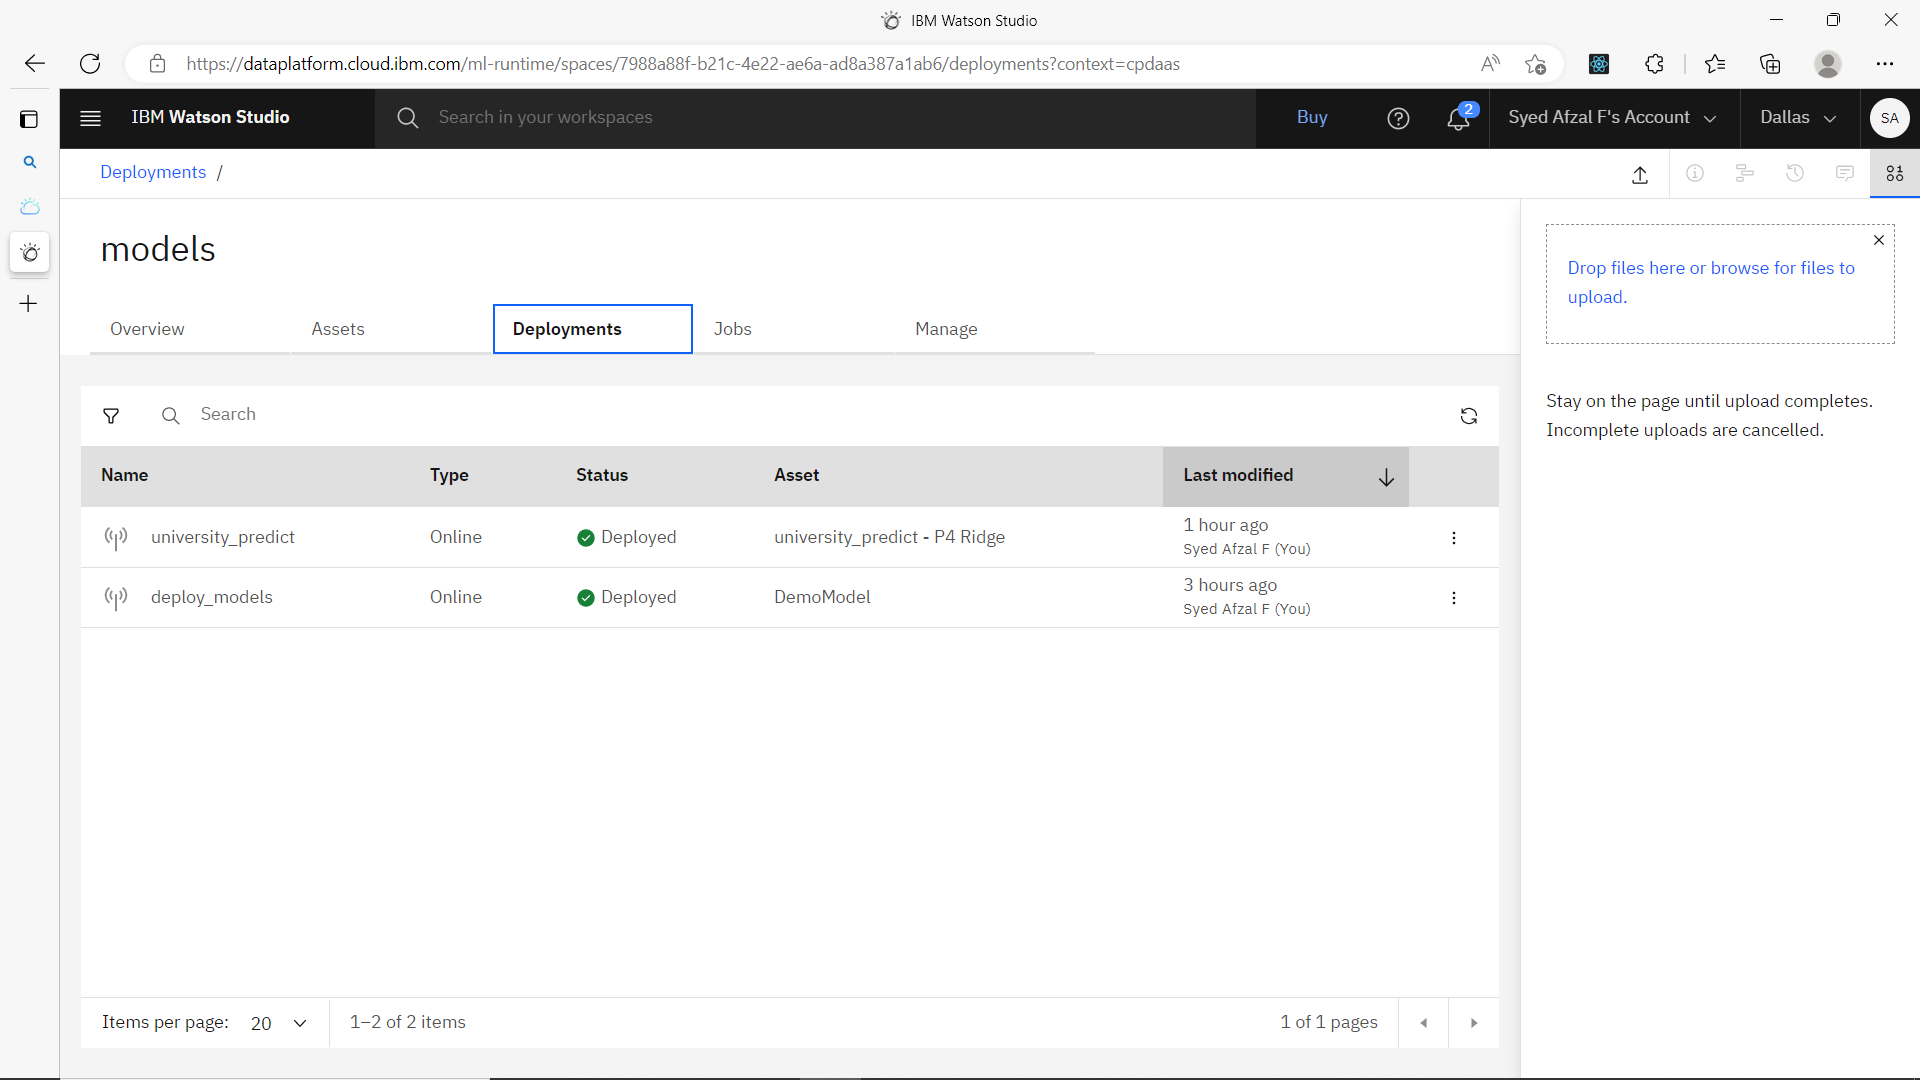 IBM Watson Studio
https://dataplatform.cloud.ibm.com/ml-runtime/spaces/7988a88f-b21c-4e22-ae6a-ad8a387a1ab6/deployments?context=cpdaas
IBM Watson Studio
Search in your workspaces
Buy
2
Syed Afzal F's Account
Dallas
SA
Deployments /
models
Drop files here or browse for files to
upload.
Overview
Assets
Deployments
Jobs
Manage
Stay on the page until upload completes.
Incomplete uploads are cancelled.
Search
Name Type Status Asset Last modified
university_predict Online Deployed university_predict - P4 Ridge 1 hour ago
Syed Afzal F (You)
deploy_models Online Deployed DemoModel 3 hours ago
Syed Afzal F (You)
Items per page: 20 1–2 of 2 items 1 of 1 pages